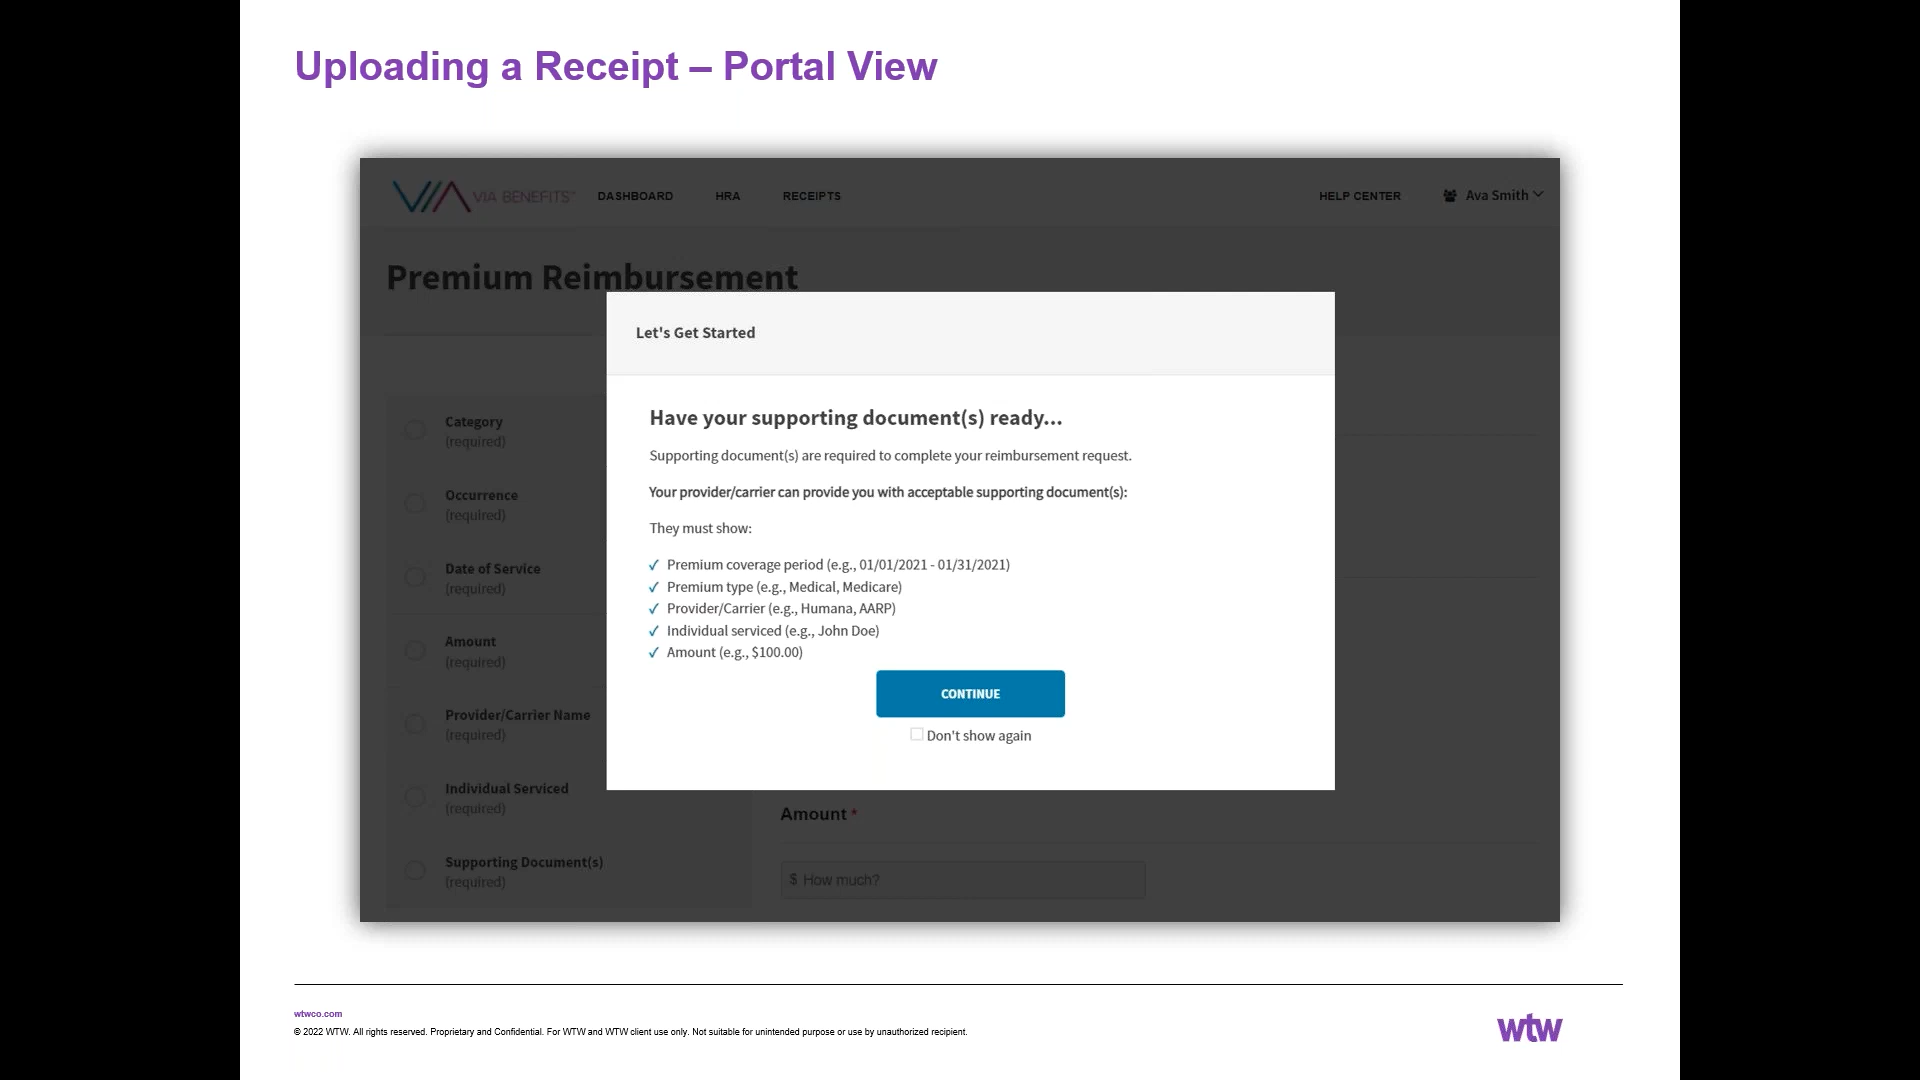 Uploading a Receipt – Portal View
VIA BENEFITS™ DASHBOARD HRA RECEIPTS HELP CENTER Ava Smith
Premium Reimbursement
Let's Get Started
Have your supporting document(s) ready...
Supporting document(s) are required to complete your reimbursement request.
Your provider/carrier can provide you with acceptable supporting document(s):
They must show:
✓ Premium coverage period (e.g., 01/01/2021 - 01/31/2021)
✓ Premium type (e.g., Medical, Medicare)
✓ Provider/Carrier (e.g., Humana, AARP)
✓ Individual serviced (e.g., John Doe)
✓ Amount (e.g., $100.00)
CONTINUE
Don't show again
Category
(required)
Occurrence
(required)
Date of Service
(required)
Amount
(required)
Provider/Carrier Name
(required)
Individual Serviced
(required)
Supporting Document(s)
(required)
Amount *
$ How much?
wtwco.com
© 2022 WTW. All rights reserved. Proprietary and Confidential. For WTW and WTW client use only. Not suitable for unintended purpose or use by unauthorized recipient.
wtw